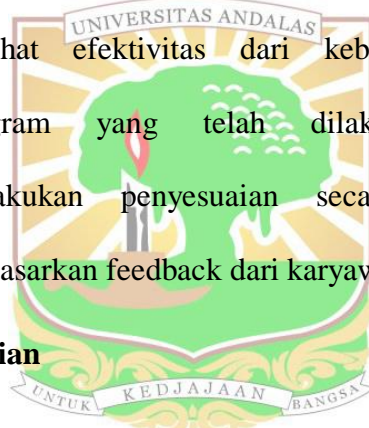 UNIVERSITAS ANDALAS
hat efektivitas dari keb
gram yang telah dilak
akukan penyesuaian seca
asarkan feedback dari karyaw
ian
UNTUK KEDJAJAAN BANGSA